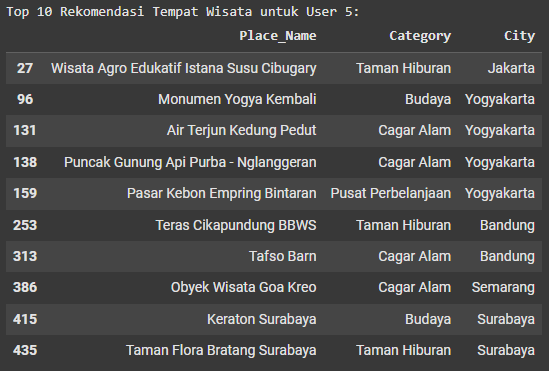 Top 10 Rekomendasi Tempat Wisata untuk User 5:
Place_Name Category City
27 Wisata Agro Edukatif Istana Susu Cibugary Taman Hiburan Jakarta
96 Monumen Yogya Kembali Budaya Yogyakarta
131 Air Terjun Kedung Pedut Cagar Alam Yogyakarta
138 Puncak Gunung Api Purba - Nglanggeran Cagar Alam Yogyakarta
159 Pasar Kebon Empring Bintaran Pusat Perbelanjaan Yogyakarta
253 Teras Cikapundung BBWS Taman Hiburan Bandung
313 Tafso Barn Cagar Alam Bandung
386 Obyek Wisata Goa Kreo Cagar Alam Semarang
415 Keraton Surabaya Budaya Surabaya
435 Taman Flora Bratang Surabaya Taman Hiburan Surabaya